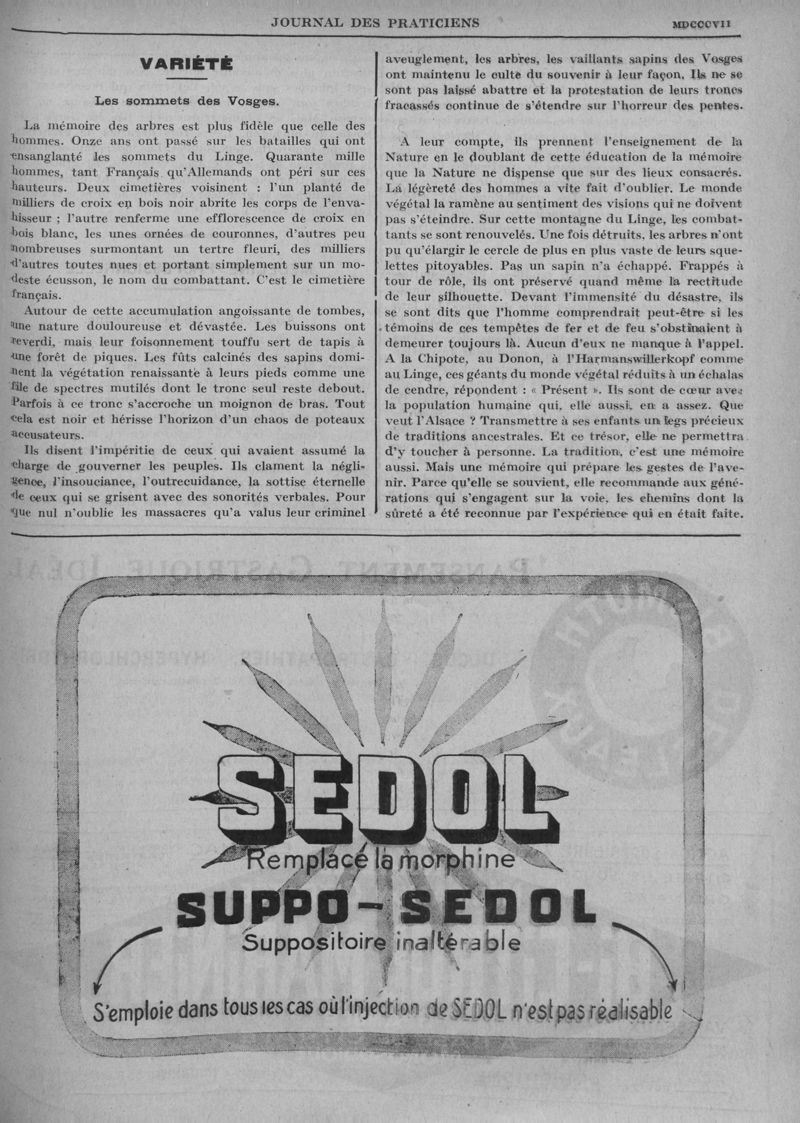 JOURNAL DES PRATICIENS
MDCCCVII
VARIÉTÉ
Les sommets des Vosges.
La mémoire des arbres est plus fidèle que celle des
hommes. Onze ans ont passé sur les batailles qui ont
ensanglanté les sommets du Linge. Quarante mille
hommes, tant Français qu'Allemands ont péri sur ces
hauteurs. Deux cimetières voisinent : l'un planté de
milliers de croix en bois noir abrite les corps de l'enva-
hisseur ; l'autre renferme une efflorescence de croix en
bois blanc, les unes ornées de couronnes, d'autres peu
nombreuses surmontant un tertre fleuri, des milliers
d'autres toutes nues et portant simplement sur un mo-
deste écusson, le nom du combattant. C'est le cimetière
français.
Autour de cette accumulation angoissante de tombes,
une nature douloureuse et dévastée. Les buissons ont
reverdi, mais leur foisonnement touffu sert de tapis à
une forêt de piques. Les fûts calcinés des sapins domi-
nent la végétation renaissante à leurs pieds comme une
file de spectres mutilés dont le tronc seul reste debout.
Parfois à ce tronc s'accroche un moignon de bras. Tout
cela est noir et hérisse l'horizon d'un chaos de poteaux
accusateurs.
Ils disent l'impéritie de ceux qui avaient assumé la
charge de gouverner les peuples. Ils clament la négli-
gence, l'insouciance, l'outrecuidance, la sottise éternelle
de ceux qui se grisent avec des sonorités verbales. Pour
que nul n'oublie les massacres qu'a valus leur criminel
aveuglement, les arbres, les vaillants sapins des Vosges
ont maintenu le culte du souvenir à leur façon. Ils ne se
sont pas laissé abattre et la protestation de leurs troncs
fracassés continue de s'étendre sur l'horreur des pentes.
A leur compte, ils prennent l'enseignement de la
Nature en le doublant de cette éducation de la mémoire
que la Nature ne dispense que sur des lieux consacrés.
La légèreté des hommes a vite fait d'oublier. Le monde
végétal la ramène au sentiment des visions qui ne doivent
pas s'éteindre. Sur cette montagne du Linge, les combat-
tants se sont renouvelés. Une fois détruits, les arbres n'ont
pu qu'élargir le cercle de plus en plus vaste de leurs sque-
lettes pitoyables. Pas un sapin n'a échappé. Frappés à
tour de rôle, ils ont préservé quand même la rectitude
de leur silhouette. Devant l'immensité du désastre, ils
se sont dits que l'homme comprendrait peut-être si les
témoins de ces tempêtes de fer et de feu s'obstinaient à
demeurer toujours là. Aucun d'eux ne manque à l'appel.
A la Chipote, au Donon, à l'Harmanswillerkopf comme
au Linge, ces géants du monde végétal réduits à un échalas
de cendre, répondent : « Présent ». Ils sont de cœur avec
la population humaine qui, elle aussi, en a assez. Que
veut l'Alsace ? Transmettre à ses enfants un legs précieux
de traditions ancestrales. Et ce trésor, elle ne permettra
d'y toucher à personne. La tradition, c'est une mémoire
aussi. Mais une mémoire qui prépare les gestes de l'ave-
nir. Parce qu'elle se souvient, elle recommande aux géné-
rations qui s'engagent sur la voie, les chemins dont la
sûreté a été reconnue par l'expérience qui en était faite.
SEDOL
Remplace la morphine
SUPPO-SEDOL
Suppositoire inaltérable
S'emploie dans tous les cas où l'injection de SEDOL n'est pas réalisable